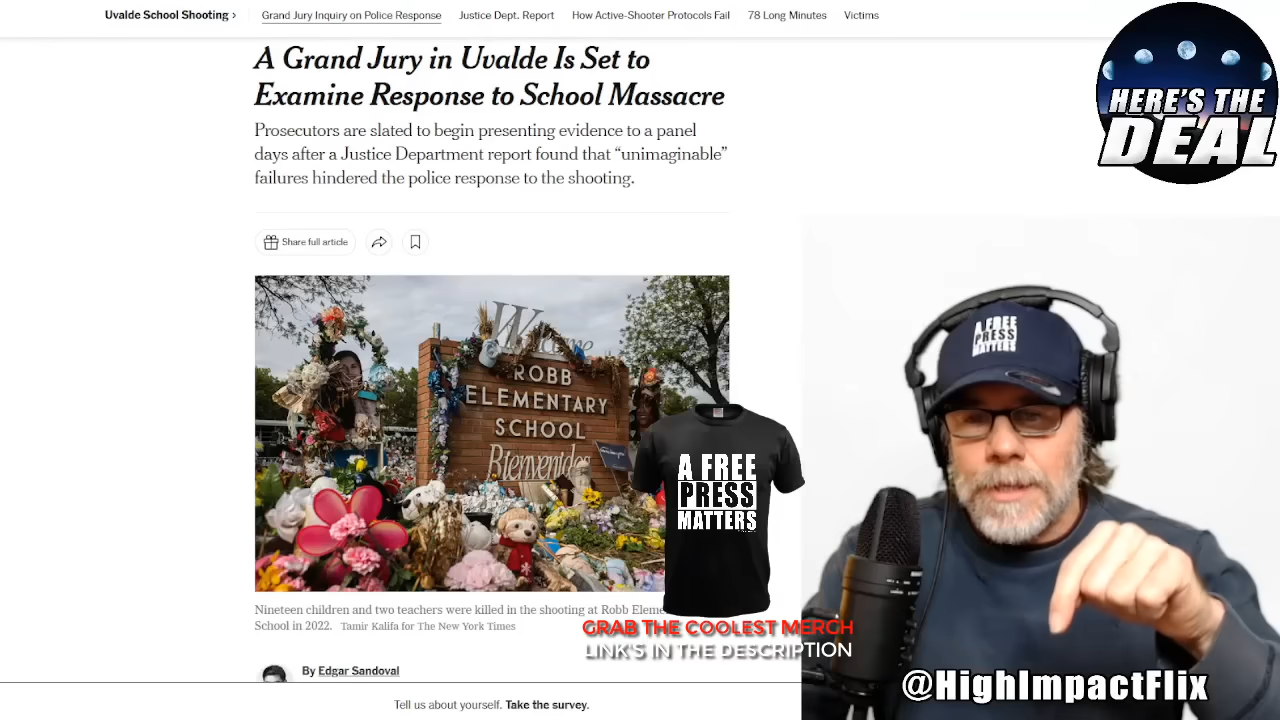 Uvalde School Shooting › Grand Jury Inquiry on Police Response Justice Dept. Report How Active-Shooter Protocols Fail 78 Long Minutes Victims
A Grand Jury in Uvalde Is Set to
Examine Response to School Massacre
Prosecutors are slated to begin presenting evidence to a panel
days after a Justice Department report found that “unimaginable”
failures hindered the police response to the shooting.
Share full article
HERE'S THE
DEAL
Welcome
ROBB
ELEMENTARY
SCHOOL
Bienvenidos
A FREE
PRESS
MATTERS
A FREE
PRESS
MATTERS
Nineteen children and two teachers were killed in the shooting at Robb
School in 2022. Tamir Kalifa for The New York Times
GRAB THE COOLEST MERCH
LINK'S IN THE DESCRIPTION
By Edgar Sandoval
@HighImpactFlix
Tell us about yourself. Take the survey.